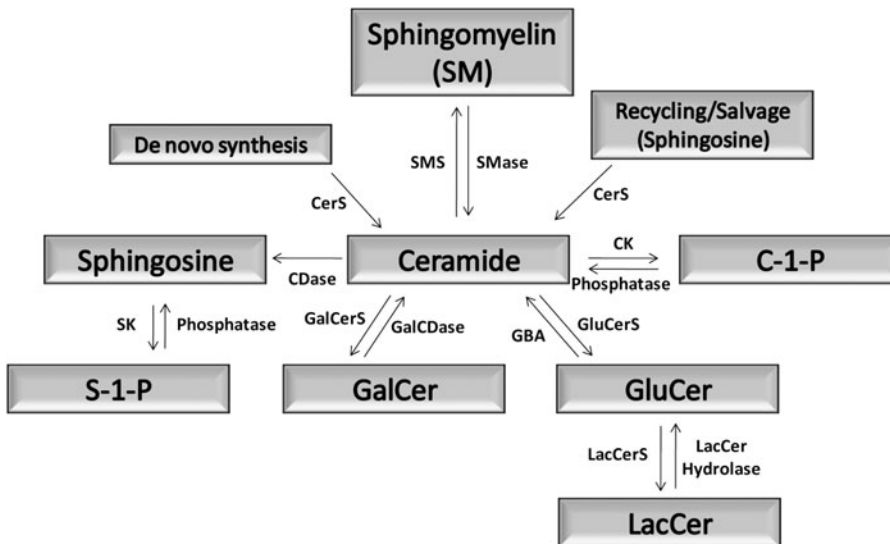 Sphingomyelin
(SM)
Recycling/Salvage
(Sphingosine)
De novo synthesis
SMS
SMase
CerS
CerS
Sphingosine
Ceramide
C-1-P
CDase
CK
Phosphatase
SK
Phosphatase
GalCerS
GalCDase
GBA
GluCerS
S-1-P
GalCer
GluCer
LacCerS
LacCer
Hydrolase
LacCer